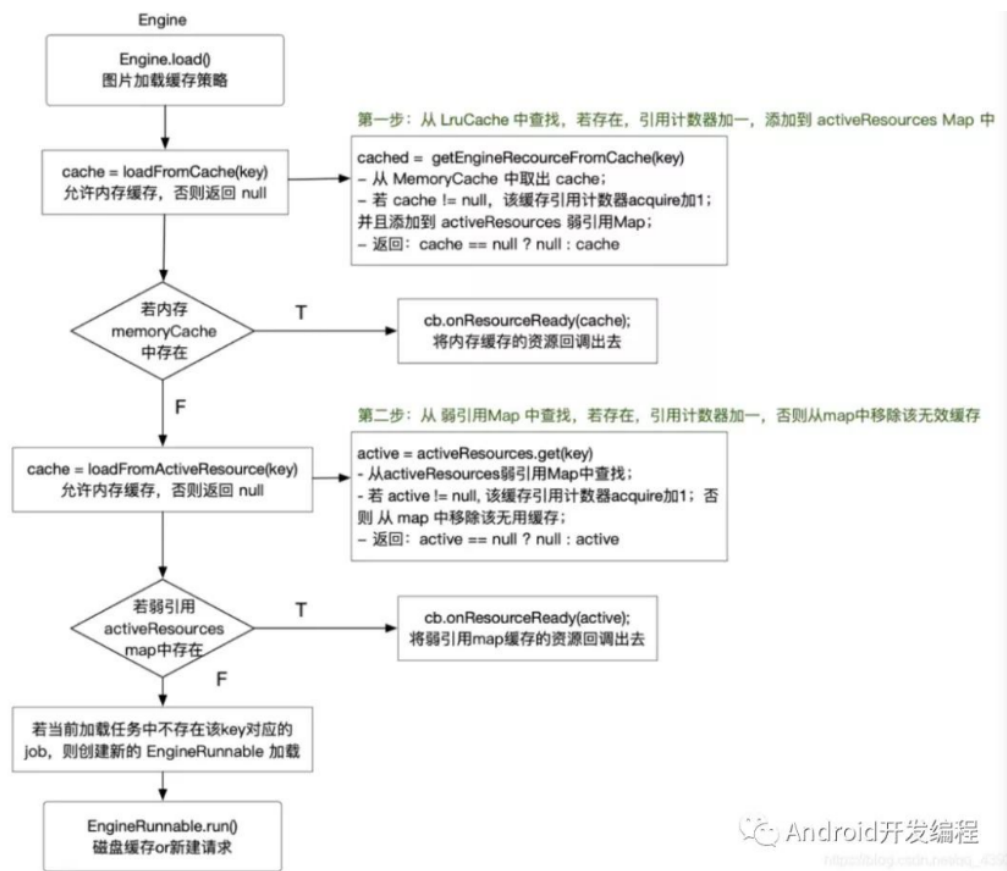 Engine
Engine.load()
图片加载缓存策略
第一步：从 LruCache 中查找，若存在，引用计数器加一，添加到 activeResources Map 中
cache = loadFromCache(key)
允许内存缓存，否则返回 null
cached = getEngineRecourceFromCache(key)
– 从 MemoryCache 中取出 cache；
– 若 cache != null，该缓存引用计数器acquire加1；
并且添加到 activeResources 弱引用Map；
– 返回：cache == null ? null : cache
若内存
memoryCache
中存在
T
cb.onResourceReady(cache);
将内存缓存的资源回调出去
F
第二步：从 弱引用Map 中查找，若存在，引用计数器加一，否则从map中移除该无效缓存
cache = loadFromActiveResource(key)
允许内存缓存，否则返回 null
active = activeResources.get(key)
- 从activeResources弱引用Map中查找；
- 若 active != null, 该缓存引用计数器acquire加1；否
则 从 map 中移除该无用缓存；
– 返回：active == null ? null : active
若弱引用
activeResources
map中存在
T
cb.onResourceReady(active);
将弱引用map缓存的资源回调出去
F
若当前加载任务中不存在该key对应的
job，则创建新的 EngineRunnable 加载
EngineRunnable.run()
磁盘缓存or新建请求
Android开发编程